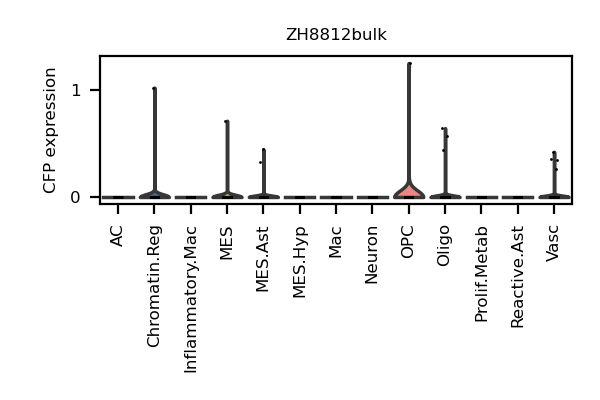 ZH8812bulk
CFP expression
1
0
AC
Chromatin.Reg
Inflammatory.Mac
MES
MES.Ast
MES.Hyp
Mac
Neuron
OPC
Oligo
Prolif.Metab
Reactive.Ast
Vasc